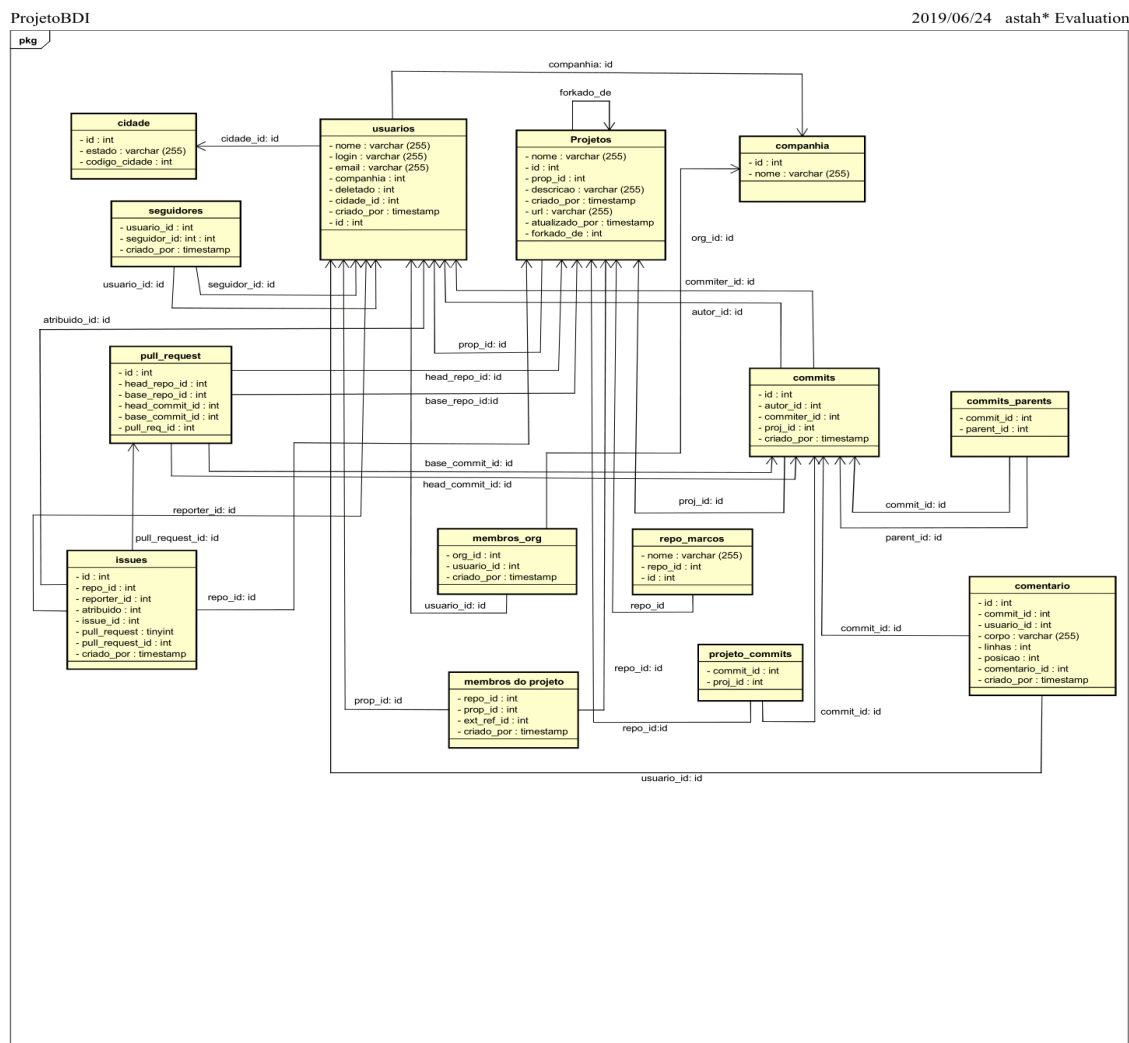 ProjetoBDI
2019/06/24 astah* Evaluation
pkg
companhia: id
forkado_de
cidade
- id : int
- estado : varchar (255)
- codigo_cidade : int
cidade_id: id
usuarios
- nome : varchar (255)
- login : varchar (255)
- email : varchar (255)
- companhia : int
- deletado : int
- cidade_id : int
- criado_por : timestamp
- id : int
Projetos
- nome : varchar (255)
- id : int
- prop_id : int
- descricao : varchar (255)
- criado_por : timestamp
- url : varchar (255)
- atualizado_por : timestamp
- forkado_de : int
companhia
- id : int
- nome : varchar (255)
seguidores
- usuario_id : int
- seguidor_id: int : int
- criado_por : timestamp
org_id: id
usuario_id: id
seguidor_id: id
commiter_id: id
atribuido_id: id
autor_id: id
prop_id: id
pull_request
- id : int
- head_repo_id : int
- base_repo_id : int
- head_commit_id : int
- base_commit_id : int
- pull_req_id : int
head_repo_id: id
base_repo_id:id
commits
- id : int
- autor_id : int
- commiter_id : int
- proj_id : int
- criado_por : timestamp
commits_parents
- commit_id : int
- parent_id : int
base_commit_id: id
head_commit_id: id
proj_id: id
commit_id: id
parent_id: id
reporter_id: id
pull_request_id: id
membros_org
- org_id : int
- usuario_id : int
- criado_por : timestamp
repo_marcos
- nome : varchar (255)
- repo_id : int
- id : int
issues
- id : int
- repo_id : int
- reporter_id : int
- atribuido : int
- issue_id : int
- pull_request : tinyint
- pull_request_id : int
- criado_por : timestamp
repo_id: id
usuario_id: id
repo_id
comentario
- id : int
- commit_id : int
- usuario_id : int
- corpo : varchar (255)
- linhas : int
- posicao : int
- comentario_id : int
- criado_por : timestamp
commit_id: id
projeto_commits
- commit_id : int
- proj_id : int
repo_id: id
membros do projeto
- repo_id : int
- prop_id : int
- ext_ref_id : int
- criado_por : timestamp
prop_id: id
repo_id:id
commit_id: id
usuario_id: id